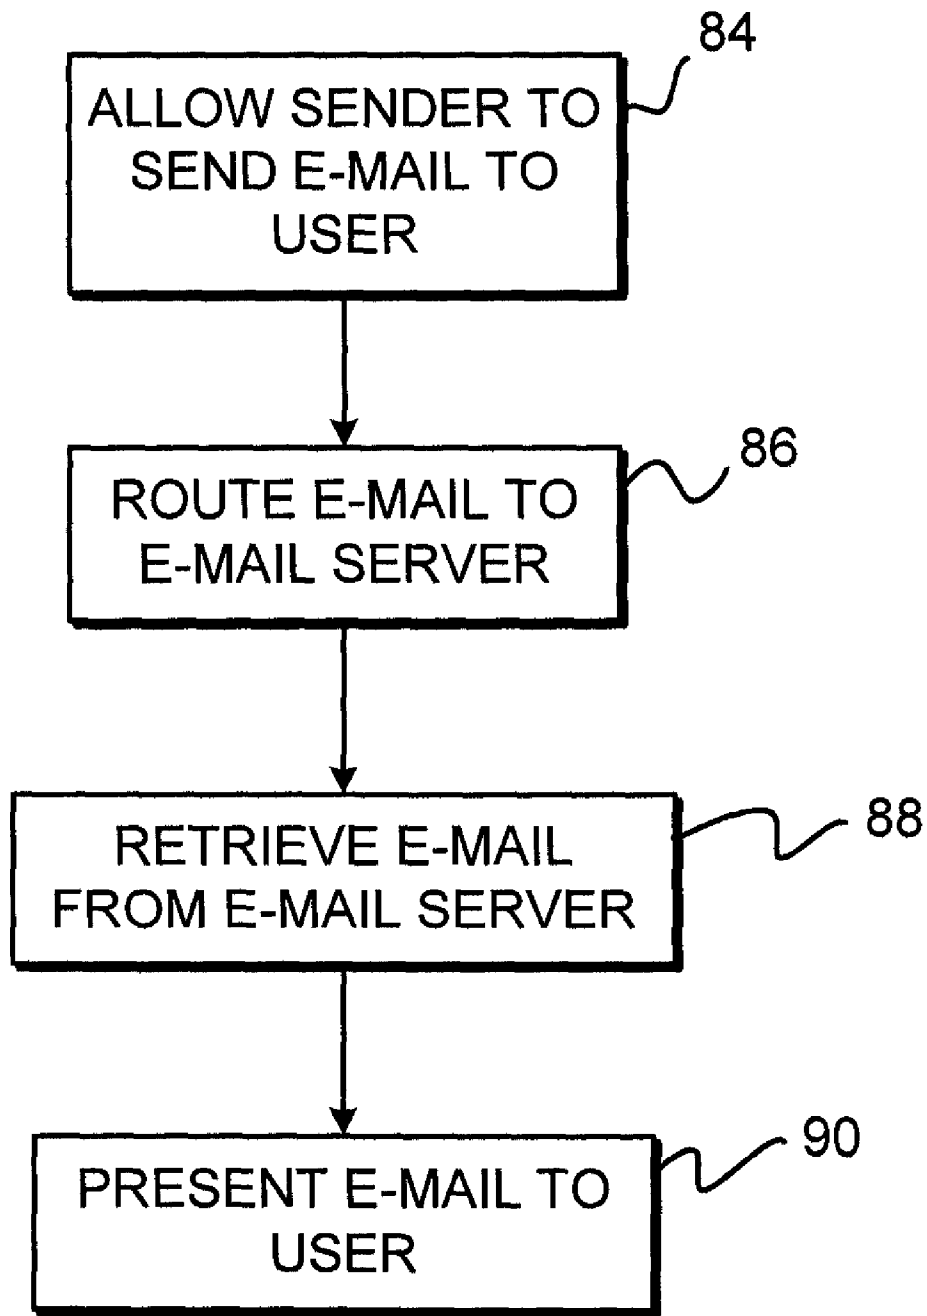 84
ALLOW SENDER TO
SEND E-MAIL TO
USER
86
ROUTE E-MAIL TO
E-MAIL SERVER
88
RETRIEVE E-MAIL
FROM E-MAIL SERVER
90
PRESENT E-MAIL TO
USER